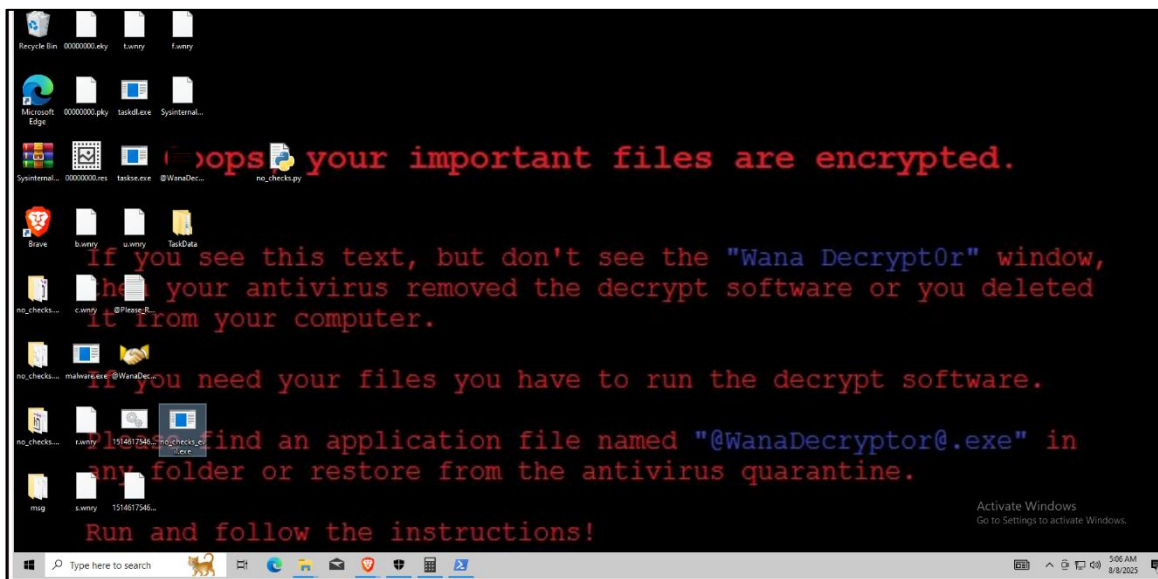 Recycle Bin 00000000.eky t.wnry f.wnry
Microsoft Edge 00000000.pky taskdl.exe Sysinternal...
Sysinternal... 00000000.res taskse.exe @WanaDec... no_checks.py
oops, your important files are encrypted.
Brave b.wnry u.wnry TaskData
If you see this text, but don't see the "Wana Decrypt0r" window,
then your antivirus removed the decrypt software or you deleted
it from your computer.
no_checks.... c.wnry @Please_R...
no_checks.... malware.exe @WanaDec...
If you need your files you have to run the decrypt software.
no_checks.... r.wnry 1514617546... no_checks_ev
il.exe
Please find an application file named "@WanaDecryptor@.exe" in
any folder or restore from the antivirus quarantine.
msg s.wnry 1514617546...
Run and follow the instructions!
Activate Windows
Go to Settings to activate Windows.
Type here to search
5:06 AM
8/8/2025